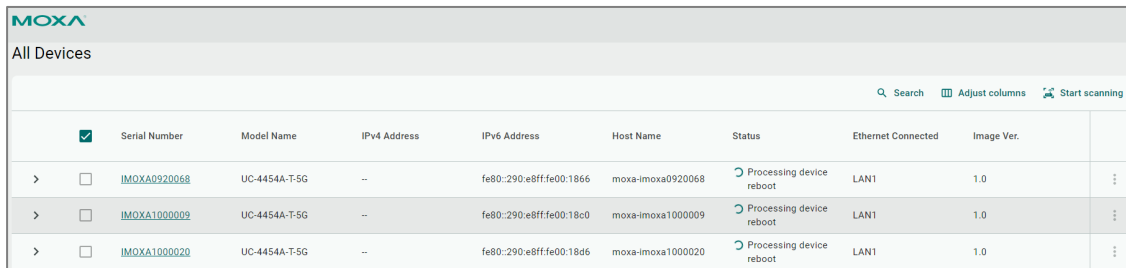 MOXA
All Devices
Search Adjust columns Start scanning
Serial Number Model Name IPv4 Address IPv6 Address Host Name Status Ethernet Connected Image Ver.
IMOXA0920068 UC-4454A-T-5G -- fe80::290:e8ff:fe00:1866 moxa-imoxa0920068 Processing device reboot LAN1 1.0
IMOXA1000009 UC-4454A-T-5G -- fe80::290:e8ff:fe00:18c0 moxa-imoxa1000009 Processing device reboot LAN1 1.0
IMOXA1000020 UC-4454A-T-5G -- fe80::290:e8ff:fe00:18d6 moxa-imoxa1000020 Processing device reboot LAN1 1.0